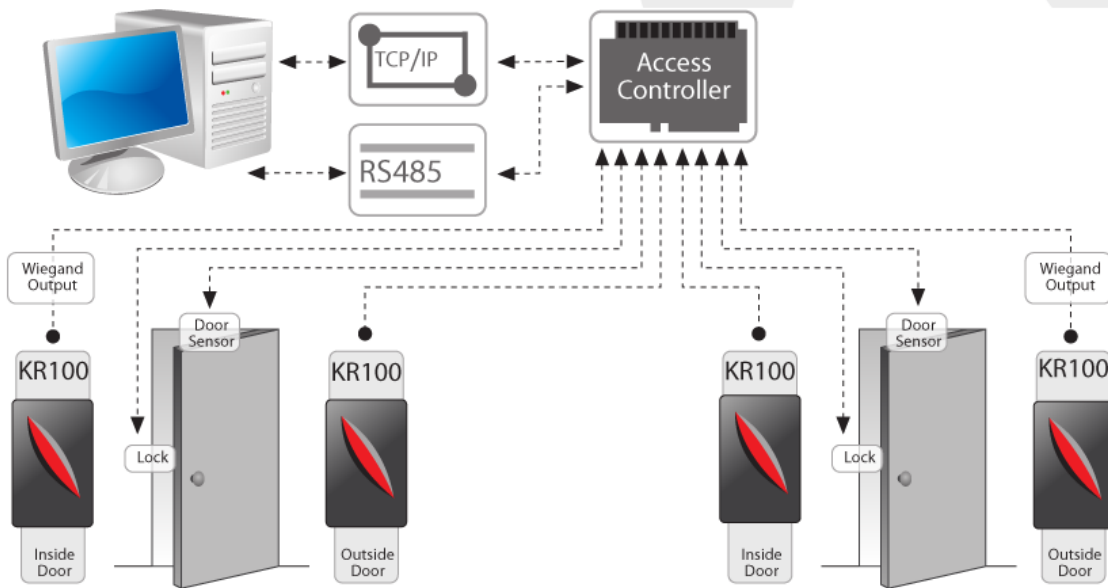 TCP/IP
Access
Controller
RS485
Wiegand
Output
Wiegand
Output
Door
Sensor
Door
Sensor
KR100
KR100
KR100
KR100
Lock
Lock
Inside
Door
Outside
Door
Inside
Door
Outside
Door